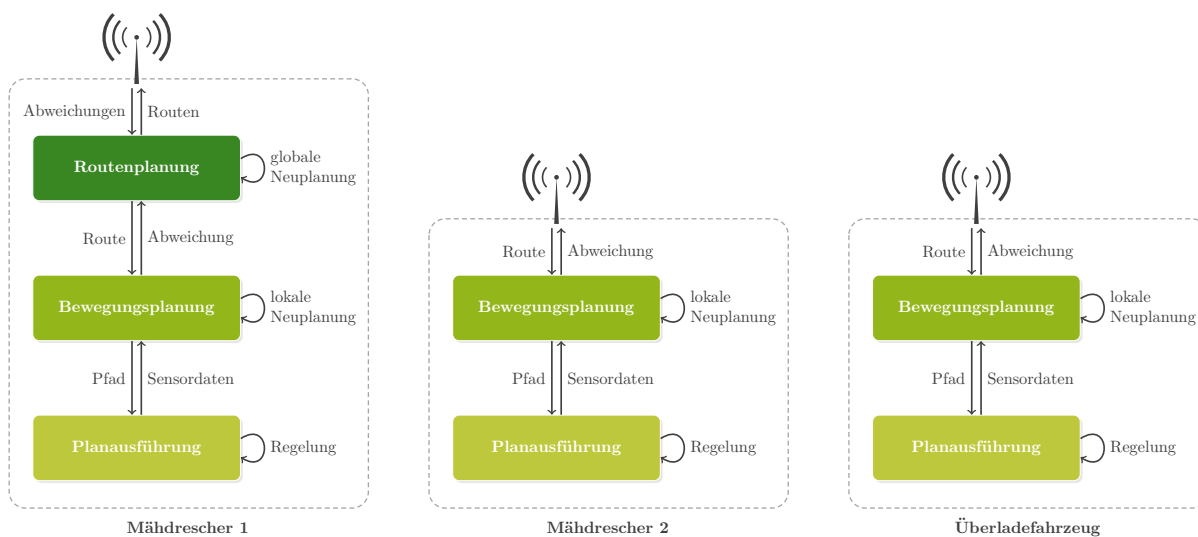 Abweichungen
Routen
Routenplanung
globale
Neuplanung
Route
Abweichung
Bewegungsplanung
lokale
Neuplanung
Pfad
Sensordaten
Planausführung
Regelung
Mähdrescher 1
Route
Abweichung
Bewegungsplanung
lokale
Neuplanung
Pfad
Sensordaten
Planausführung
Regelung
Mähdrescher 2
Route
Abweichung
Bewegungsplanung
lokale
Neuplanung
Pfad
Sensordaten
Planausführung
Regelung
Überladefahrzeug